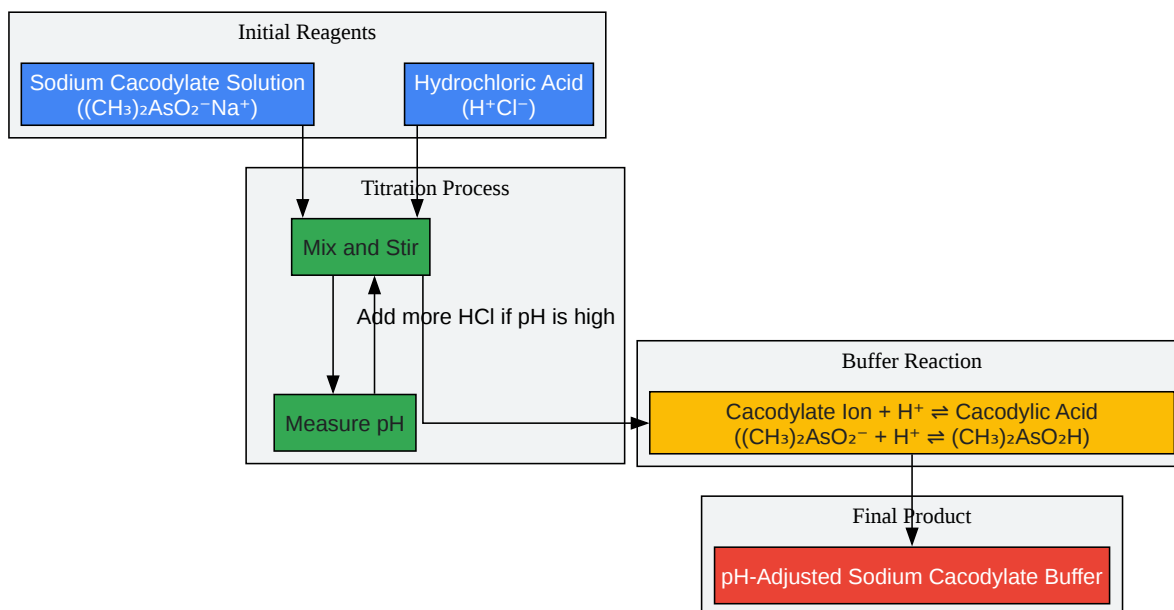 Initial Reagents
Sodium Cacodylate Solution
((CH₃)₂AsO₂⁻Na⁺)
Hydrochloric Acid
(H⁺Cl⁻)
Titration Process
Mix and Stir
Add more HCl if pH is high
Measure pH
Buffer Reaction
Cacodylate Ion + H⁺ ⇌ Cacodylic Acid
((CH₃)₂AsO₂⁻ + H⁺ ⇌ (CH₃)₂AsO₂H)
Final Product
pH-Adjusted Sodium Cacodylate Buffer